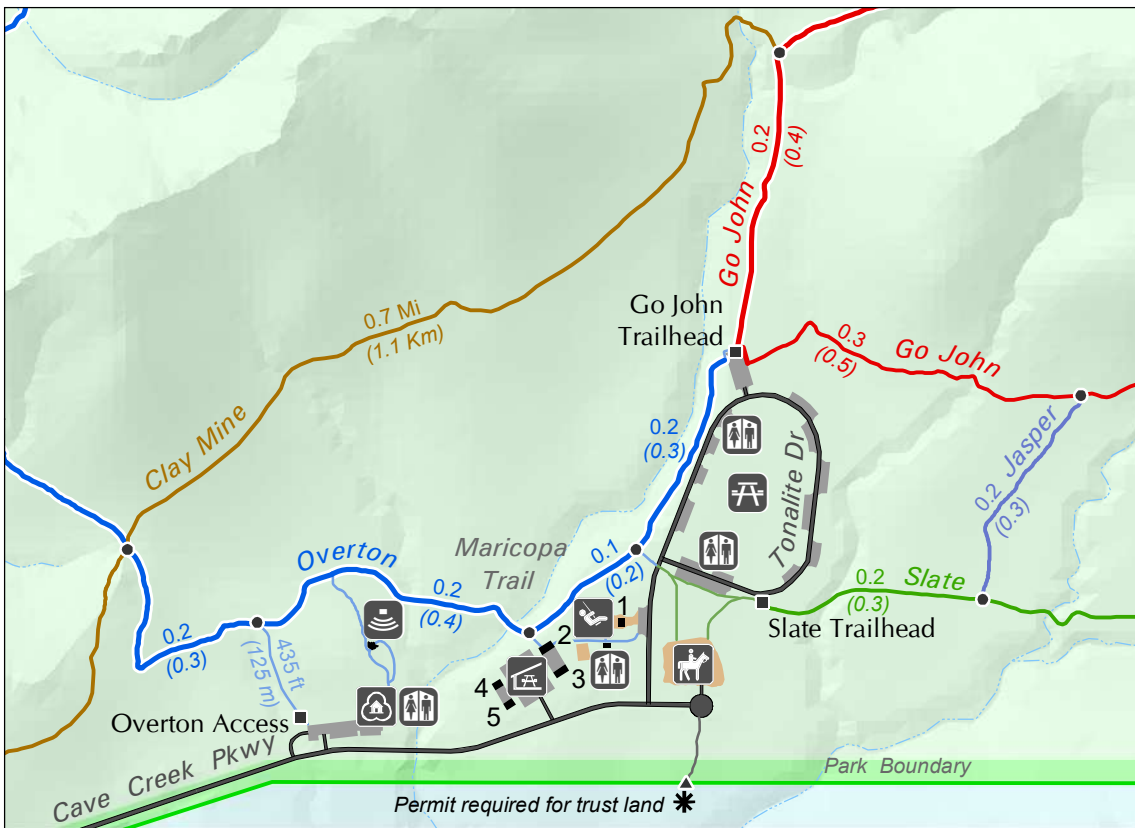 0.2
(0.4)
Go John
Go John
Trailhead
0.7 Mi
(1.1 Km)
0.3
(0.5)
Go John
Clay Mine
0.2
(0.3)
Tonalite Dr
0.2 Jasper
(0.3)
Maricopa
Trail
Overton
0.1
(0.2)
0.2
(0.4)
0.2 Slate
(0.3)
Slate Trailhead
0.2
(0.3)
435 ft
(125 m)
1
2
3
4
5
Overton Access
Cave Creek Pkwy
Park Boundary
Permit required for trust land ✱